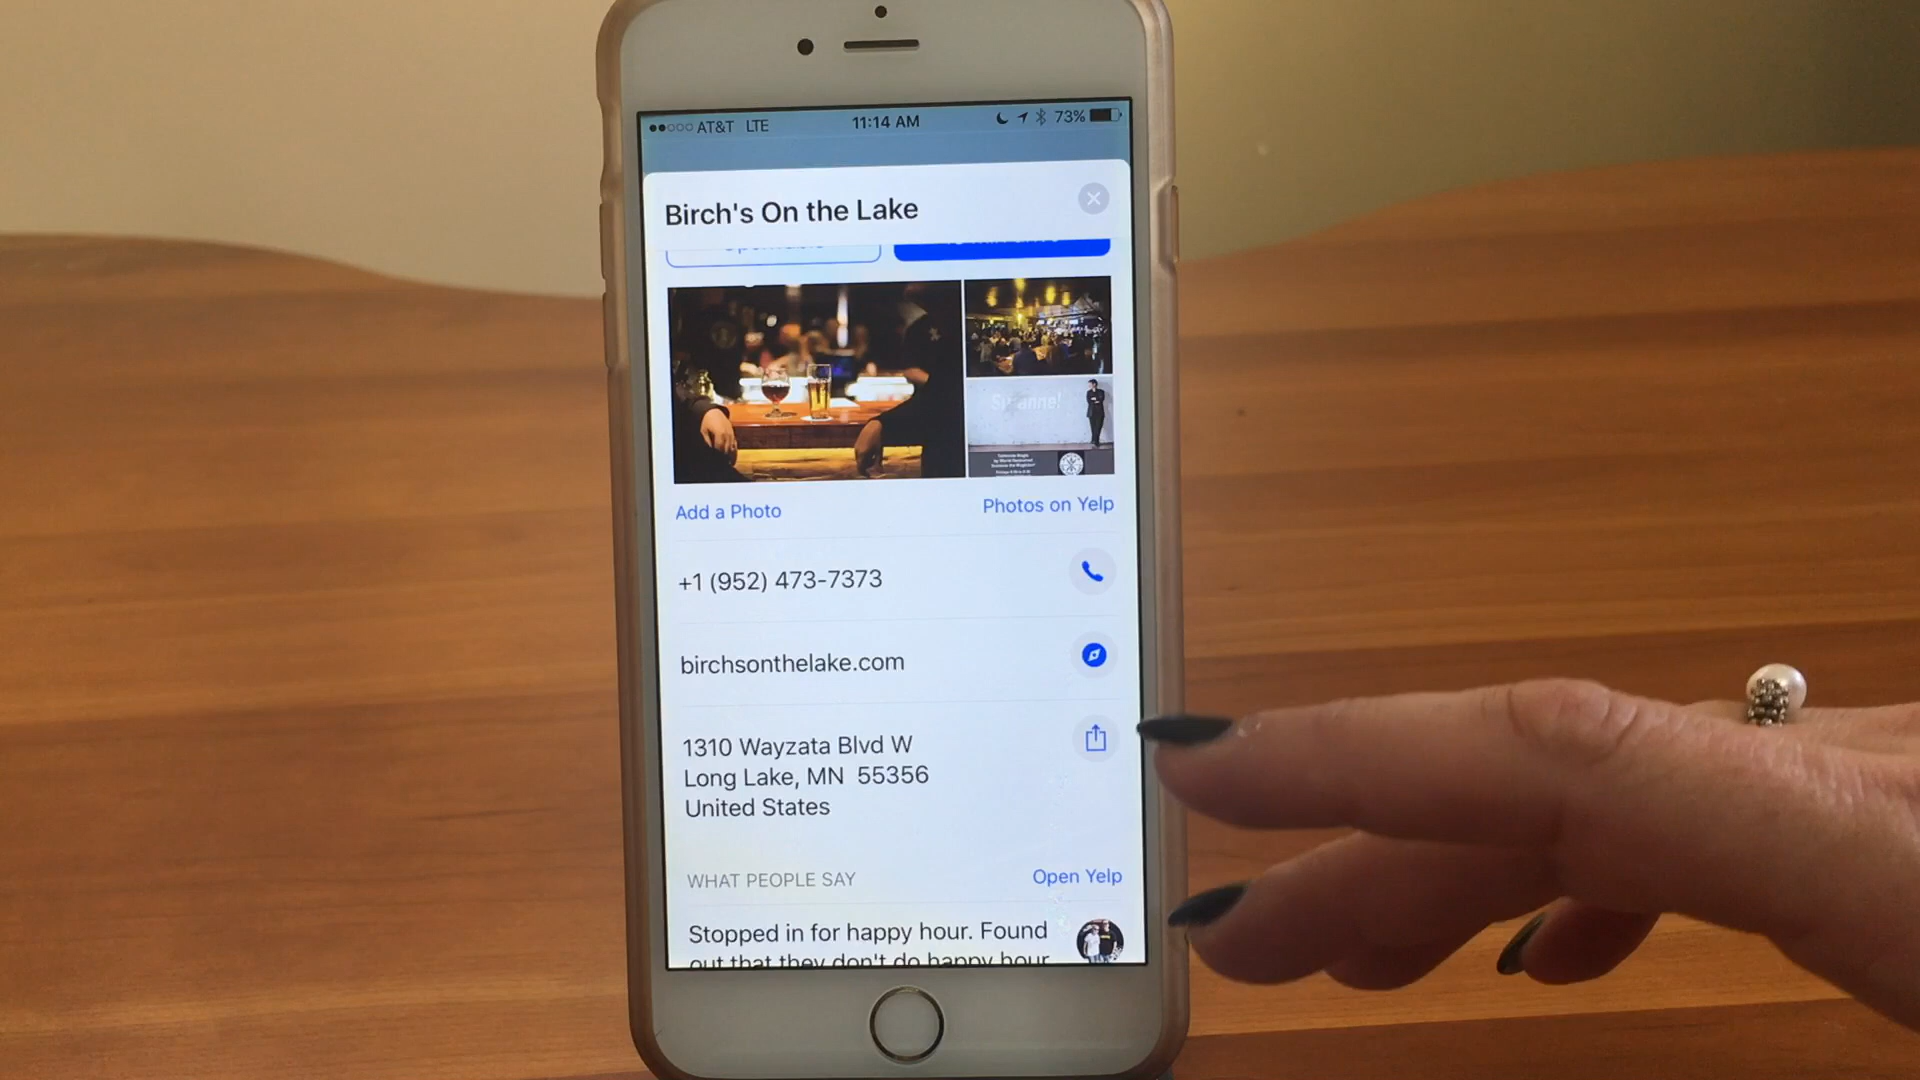 AT&T LTE 11:14 AM 73%
Birch's On the Lake
Add a Photo Photos on Yelp
+1 (952) 473-7373
birchsonthelake.com
1310 Wayzata Blvd W
Long Lake, MN 55356
United States
WHAT PEOPLE SAY Open Yelp
Stopped in for happy hour. Found
out that they don't do happy hour